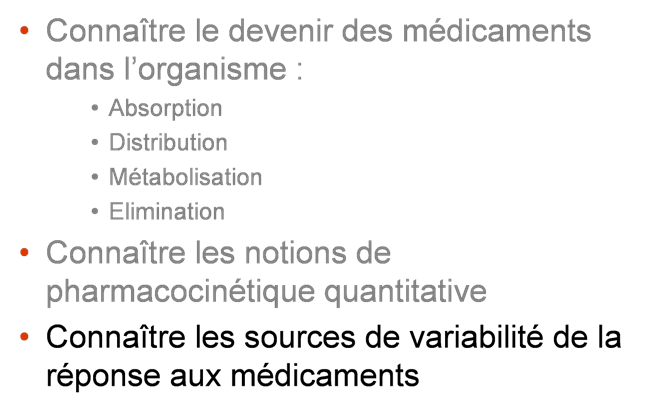 • Connaître le devenir des médicaments
dans l’organisme :
• Absorption
• Distribution
• Métabolisation
• Elimination
• Connaître les notions de
pharmacocinétique quantitative
• Connaître les sources de variabilité de la
réponse aux médicaments